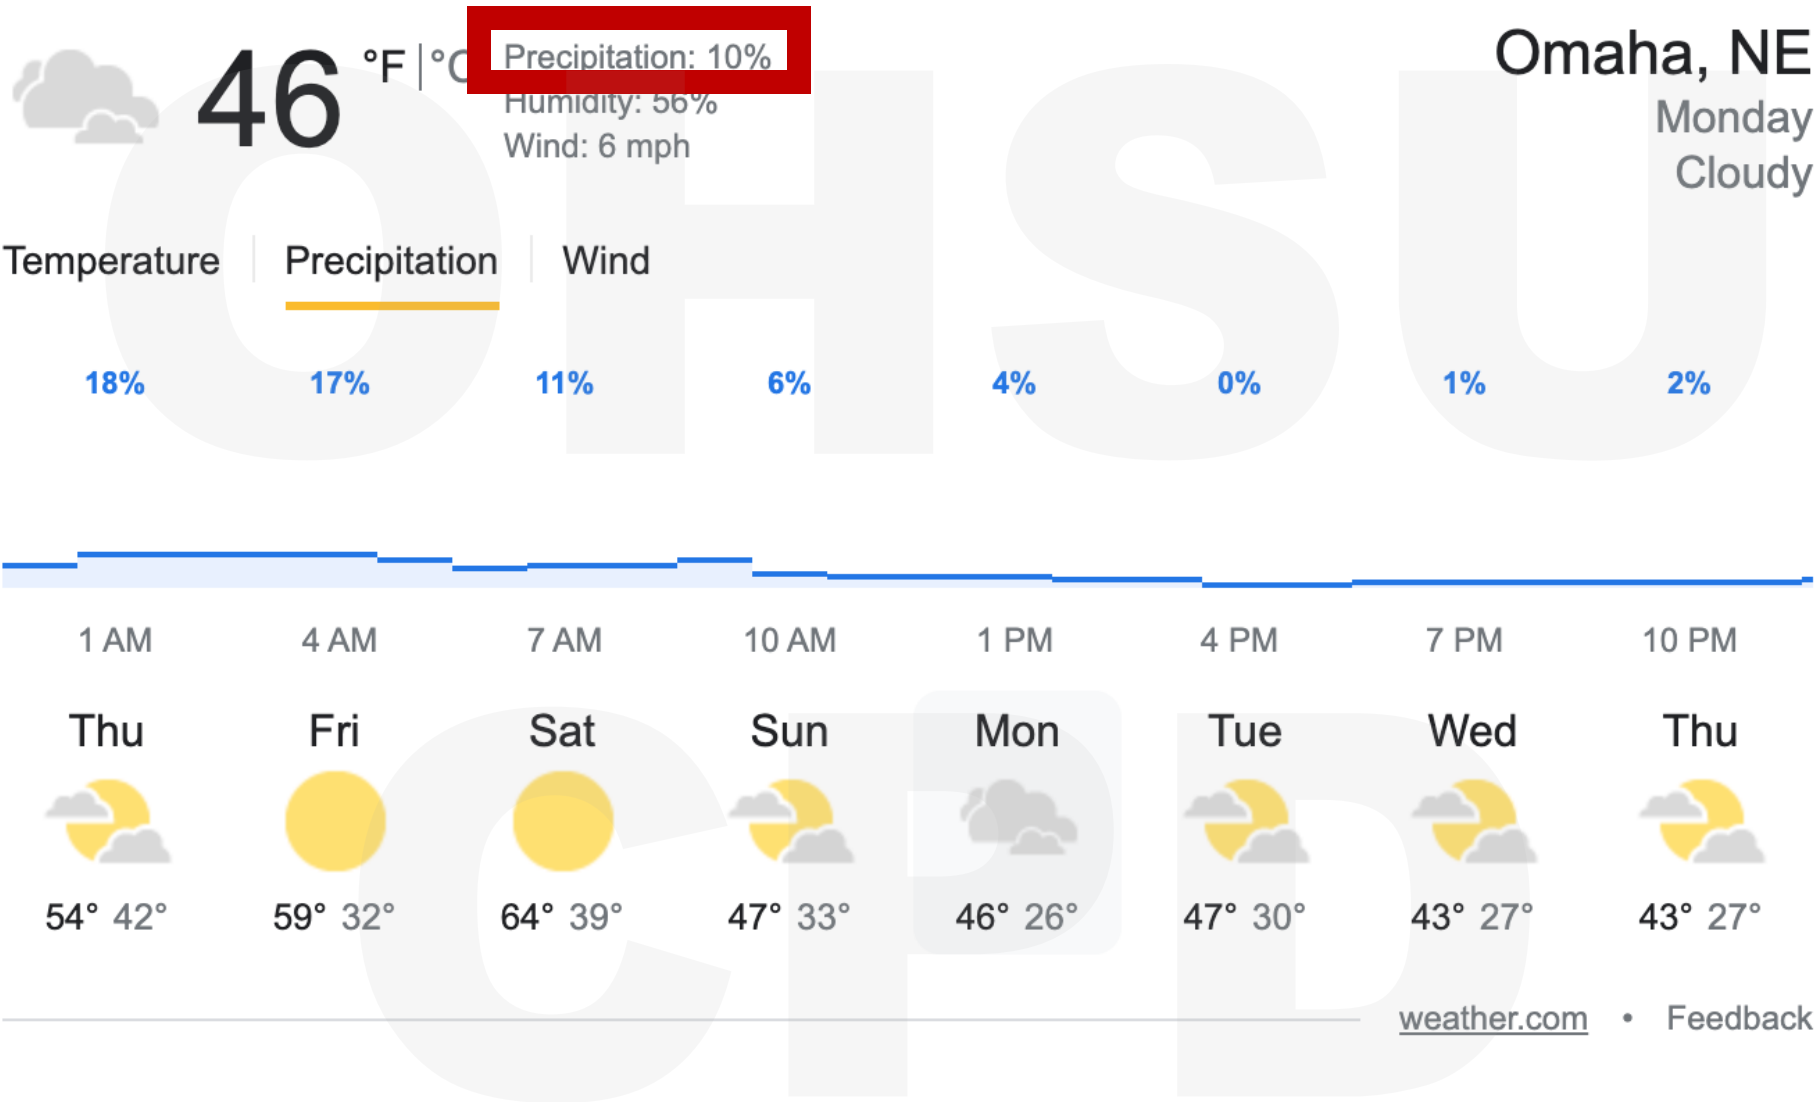 46 °F | °C
Precipitation: 10%
Humidity: 56%
Wind: 6 mph
Omaha, NE
Monday
Cloudy
Temperature Precipitation Wind
18% 17% 11% 6% 4% 0% 1% 2%
1 AM 4 AM 7 AM 10 AM 1 PM 4 PM 7 PM 10 PM
Thu Fri Sat Sun Mon Tue Wed Thu
54° 42° 59° 32° 64° 39° 47° 33° 46° 26° 47° 30° 43° 27° 43° 27°
weather.com • Feedback
OHSU
CPD